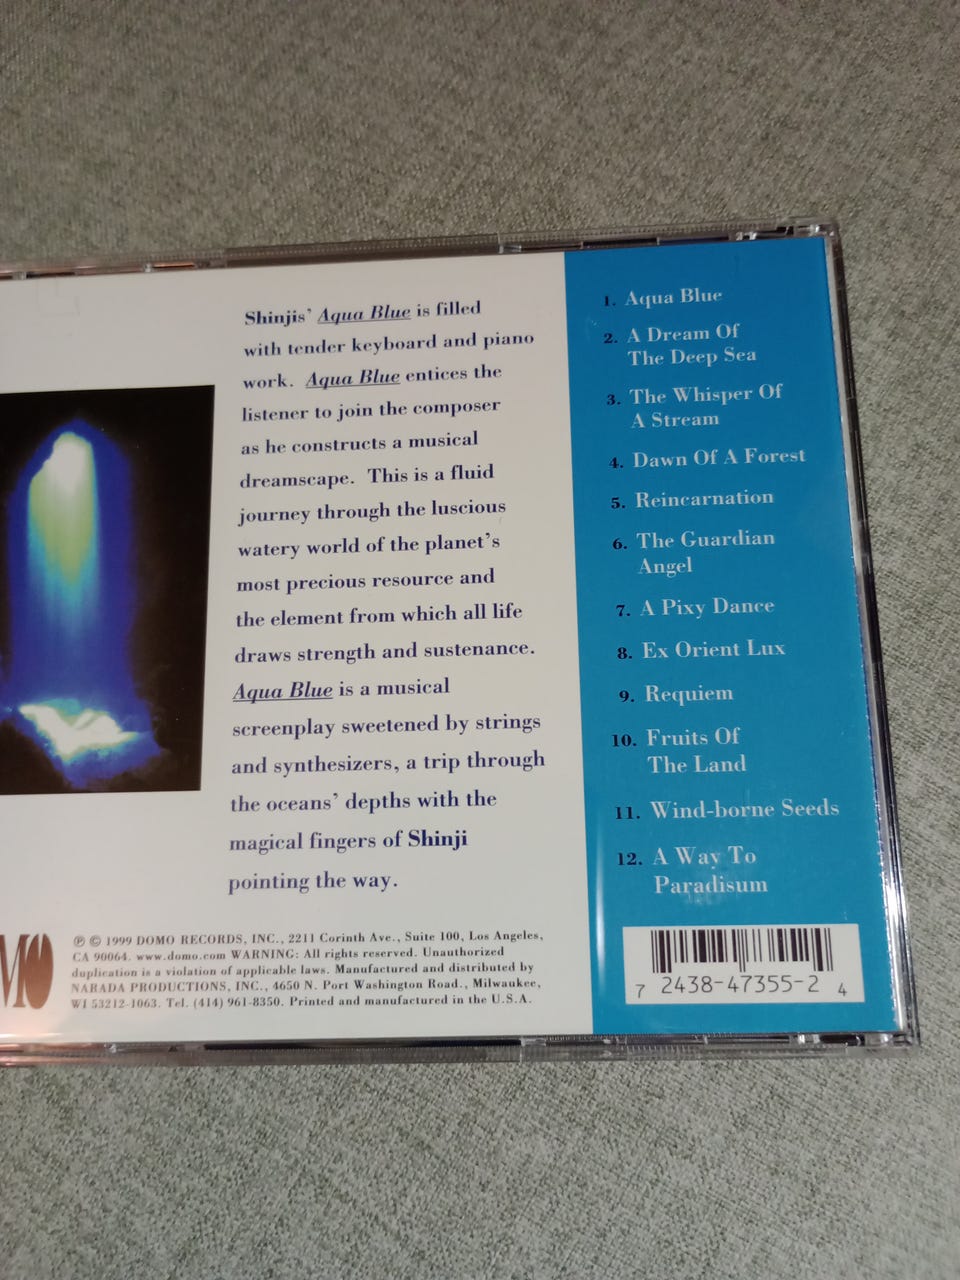 Shinjis' Aqua Blue is filled
with tender keyboard and piano
work. Aqua Blue entices the
listener to join the composer
as he constructs a musical
dreamscape. This is a fluid
journey through the luscious
watery world of the planet's
most precious resource and
the element from which all life
draws strength and sustenance.
Aqua Blue is a musical
screenplay sweetened by strings
and synthesizers, a trip through
the oceans' depths with the
magical fingers of Shinji
pointing the way.
℗ © 1999 DOMO RECORDS, INC., 2211 Corinth Ave., Suite 100, Los Angeles,
CA 90064. www.domo.com WARNING: All rights reserved. Unauthorized
duplication is a violation of applicable laws. Manufactured and distributed by
NARADA PRODUCTIONS, INC., 4650 N. Port Washington Road., Milwaukee,
WI 53212-1063. Tel. (414) 961-8350. Printed and manufactured in the U.S.A.
1. Aqua Blue
2. A Dream Of
The Deep Sea
3. The Whisper Of
A Stream
4. Dawn Of A Forest
5. Reincarnation
6. The Guardian
Angel
7. A Pixy Dance
8. Ex Orient Lux
9. Requiem
10. Fruits Of
The Land
11. Wind-borne Seeds
12. A Way To
Paradisum
7 2438-47355-2 4